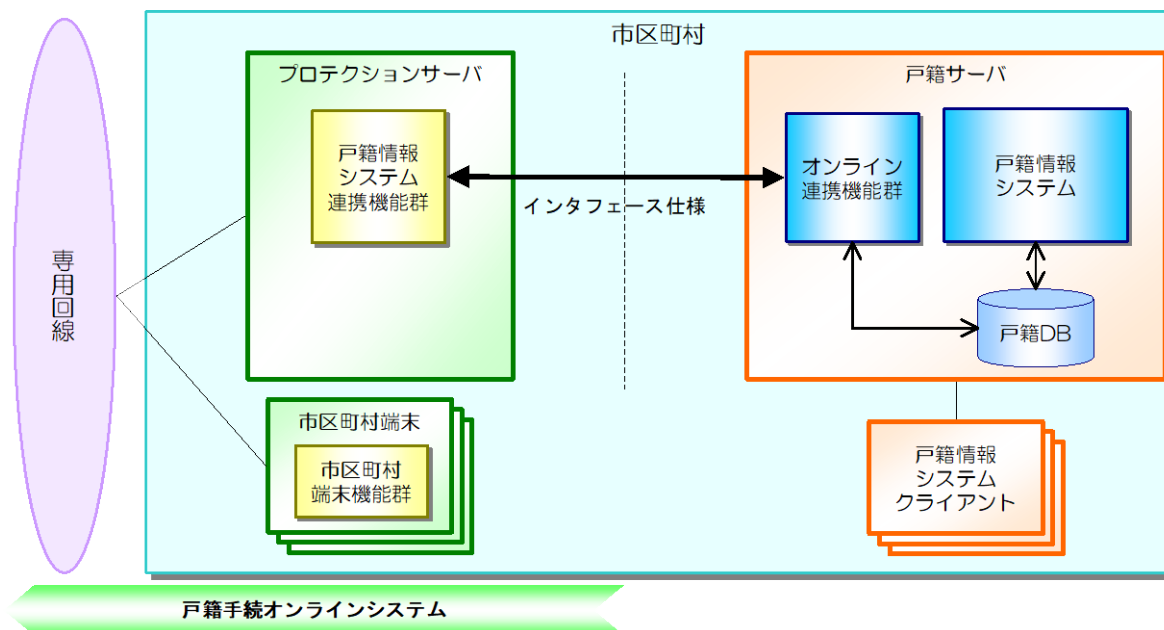 市区町村
プロテクションサーバ
戸籍情報
システム
連携機能群
インタフェース仕様
戸籍サーバ
オンライン
連携機能群
戸籍情報
システム
戸籍DB
専用回線
市区町村端末
市区町村
端末機能群
戸籍情報
システム
クライアント
戸籍手続オンラインシステム